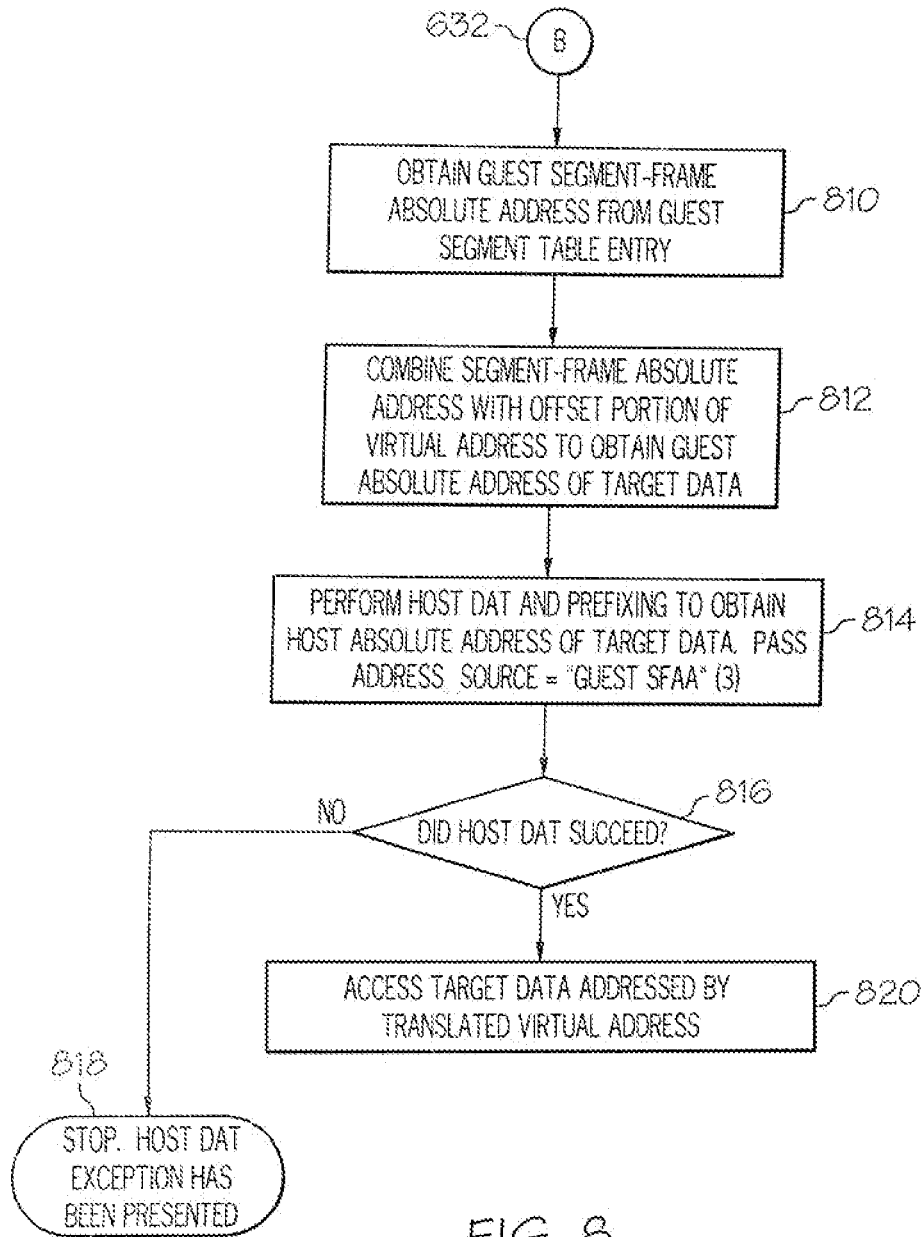 632
B
OBTAIN GUEST SEGMENT-FRAME
ABSOLUTE ADDRESS FROM GUEST
SEGMENT TABLE ENTRY
810
COMBINE SEGMENT-FRAME ABSOLUTE
ADDRESS WITH OFFSET PORTION OF
VIRTUAL ADDRESS TO OBTAIN GUEST
ABSOLUTE ADDRESS OF TARGET DATA
812
PERFORM HOST DAT AND PREFIXING TO OBTAIN
HOST ABSOLUTE ADDRESS OF TARGET DATA. PASS
ADDRESS SOURCE = "GUEST SFAA" (3)
814
816
NO
DID HOST DAT SUCCEED?
YES
ACCESS TARGET DATA ADDRESSED BY
TRANSLATED VIRTUAL ADDRESS
820
818
STOP. HOST DAT
EXCEPTION HAS
BEEN PRESENTED
FIG. 8